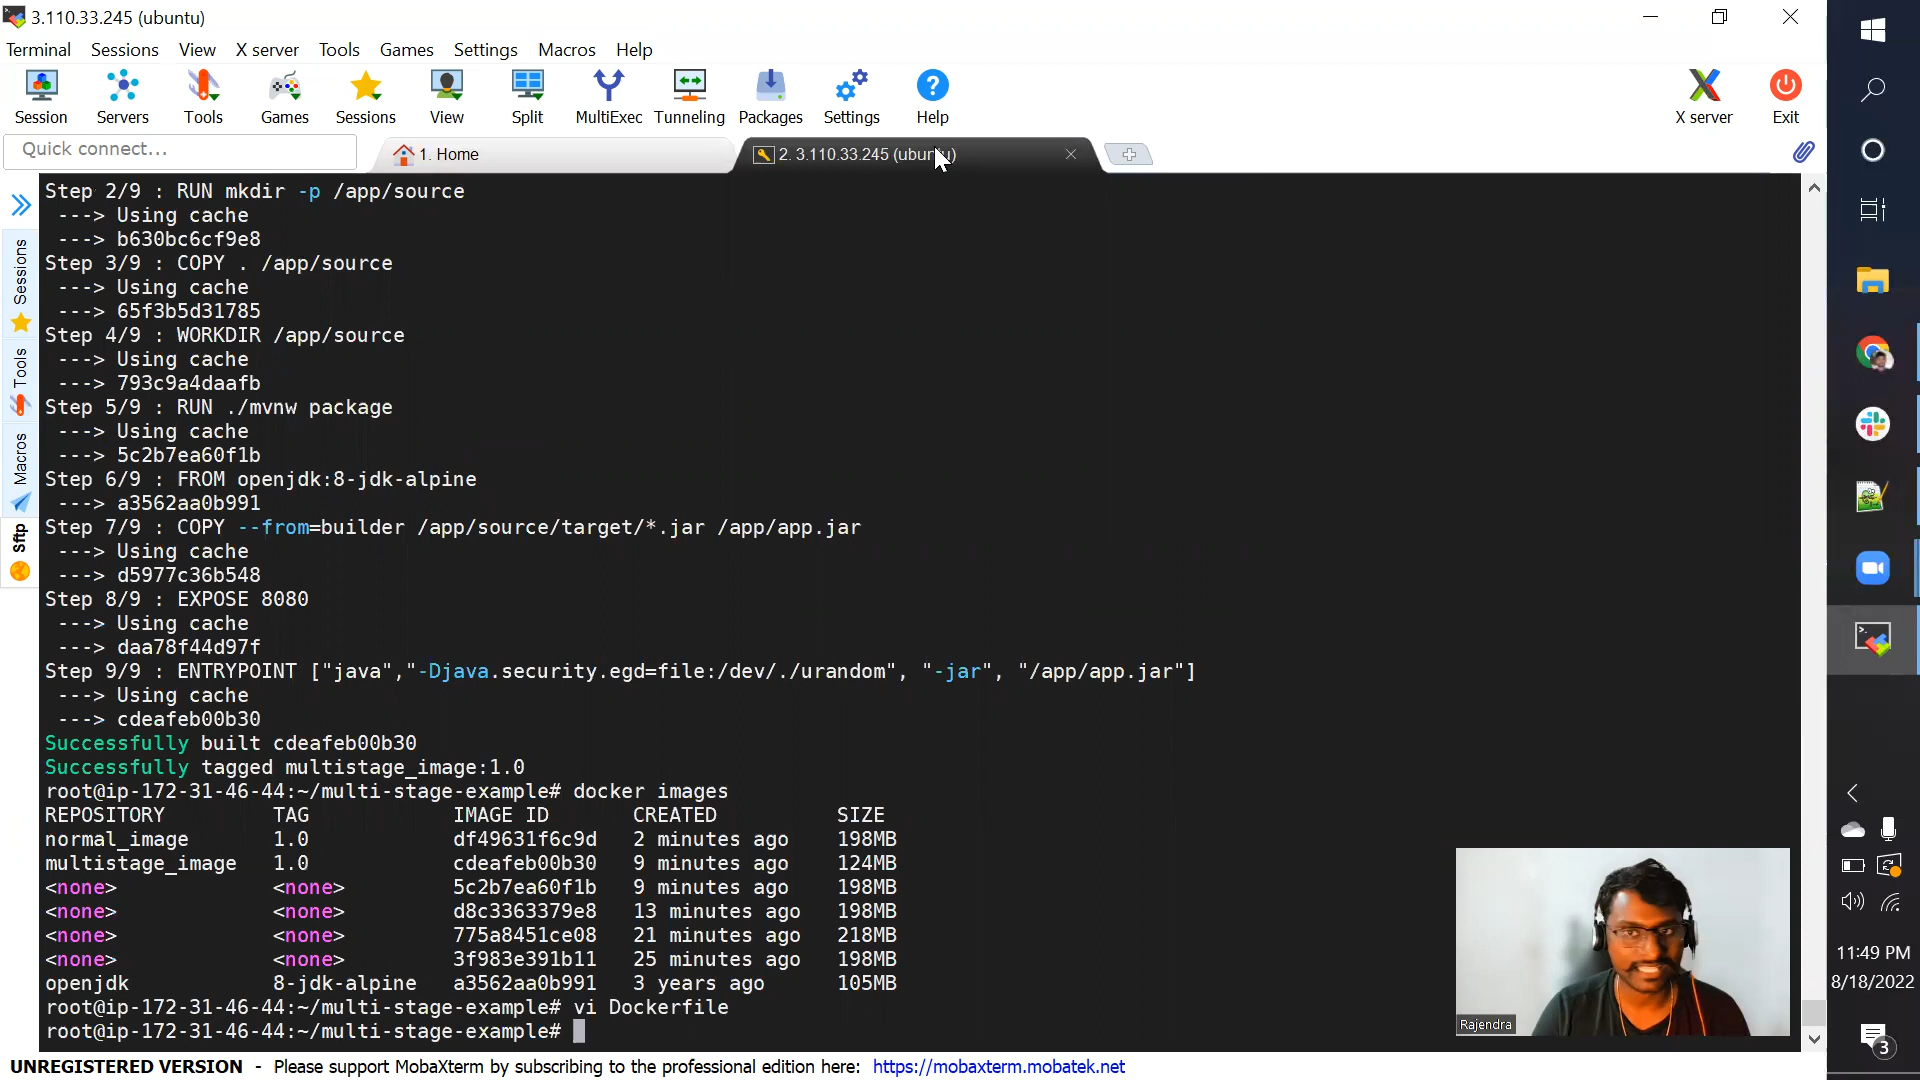 3.110.33.245 (ubuntu)
Terminal Sessions View X server Tools Games Settings Macros Help
Session Servers Tools Games Sessions View Split MultiExec Tunneling Packages Settings Help X server Exit
Quick connect...
1. Home
2. 3.110.33.245 (ubuntu)
Sessions
Tools
Macros
Sftp
Step 2/9 : RUN mkdir -p /app/source
---> Using cache
---> b630bc6cf9e8
Step 3/9 : COPY . /app/source
---> Using cache
---> 65f3b5d31785
Step 4/9 : WORKDIR /app/source
---> Using cache
---> 793c9a4daafb
Step 5/9 : RUN ./mvnw package
---> Using cache
---> 5c2b7ea60f1b
Step 6/9 : FROM openjdk:8-jdk-alpine
---> a3562aa0b991
Step 7/9 : COPY --from=builder /app/source/target/*.jar /app/app.jar
---> Using cache
---> d5977c36b548
Step 8/9 : EXPOSE 8080
---> Using cache
---> daa78f44d97f
Step 9/9 : ENTRYPOINT ["java","-Djava.security.egd=file:/dev/./urandom", "-jar", "/app/app.jar"]
---> Using cache
---> cdeafeb00b30
Successfully built cdeafeb00b30
Successfully tagged multistage_image:1.0
root@ip-172-31-46-44:~/multi-stage-example# docker images
REPOSITORY TAG IMAGE ID CREATED SIZE
normal_image 1.0 df49631f6c9d 2 minutes ago 198MB
multistage_image 1.0 cdeafeb00b30 9 minutes ago 124MB
<none> <none> 5c2b7ea60f1b 9 minutes ago 198MB
<none> <none> d8c3363379e8 13 minutes ago 198MB
<none> <none> 775a8451ce08 21 minutes ago 218MB
<none> <none> 3f983e391b11 25 minutes ago 198MB
openjdk 8-jdk-alpine a3562aa0b991 3 years ago 105MB
root@ip-172-31-46-44:~/multi-stage-example# vi Dockerfile
root@ip-172-31-46-44:~/multi-stage-example#
Rajendra
11:49 PM
8/18/2022
3
UNREGISTERED VERSION - Please support MobaXterm by subscribing to the professional edition here: https://mobaxterm.mobatek.net